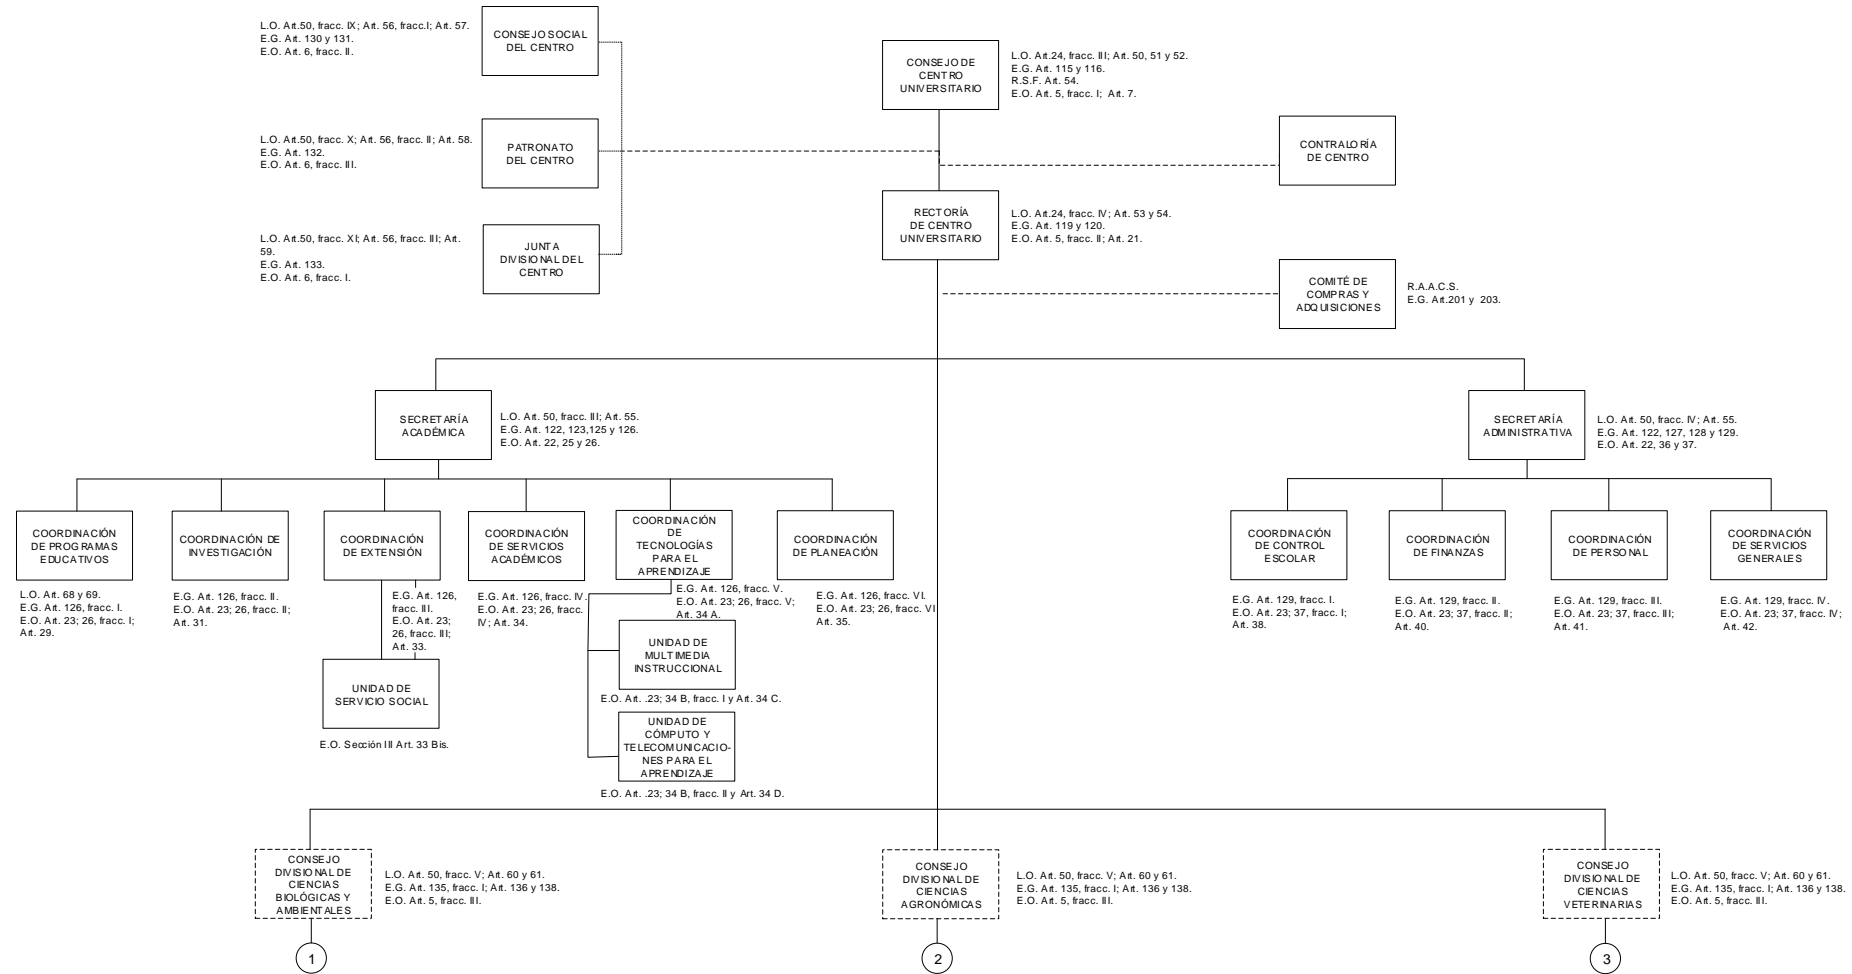 L.O. Art.50, fracc. IX; Art. 56, fracc.I; Art. 57.
E.G. Art. 130 y 131.
E.O. Art. 6, fracc. II.
CONSEJO SOCIAL
DEL CENTRO
CONSEJO DE
CENTRO
UNIVERSITARIO
L.O. Art.24, fracc. III; Art. 50, 51 y 52.
E.G. Art. 115 y 116.
R.S.F. Art. 54.
E.O. Art. 5, fracc. I; Art. 7.
L.O. Art.50, fracc. X; Art. 56, fracc. II; Art. 58.
E.G. Art. 132.
E.O. Art. 6, fracc. III.
PATRONATO
DEL CENTRO
CONTRALORÍA
DE CENTRO
L.O. Art.50, fracc. XI; Art. 56, fracc. III; Art.
59.
E.G. Art. 133.
E.O. Art. 6, fracc. I.
JUNTA
DIVISIONAL DEL
CENTRO
RECTORÍA
DE CENTRO
UNIVERSITARIO
L.O. Art.24, fracc. IV; Art. 53 y 54.
E.G. Art. 119 y 120.
E.O. Art. 5, fracc. II; Art. 21.
COMITÉ DE
COMPRAS Y
ADQUISICIONES
R.A.A.C.S.
E.G. Art.201 y 203.
SECRETARÍA
ACADÉMICA
L.O. Art. 50, fracc. III; Art. 55.
E.G. Art. 122, 123,125 y 126.
E.O. Art. 22, 25 y 26.
SECRETARÍA
ADMINISTRATIVA
L.O. Art. 50, fracc. IV; Art. 55.
E.G. Art. 122, 127, 128 y 129.
E.O. Art. 22, 36 y 37.
COORDINACIÓN
DE PROGRAMAS
EDUCATIVOS
L.O. Art. 68 y 69.
E.G. Art. 126, fracc. I.
E.O. Art. 23; 26, fracc. I;
Art. 29.
COORDINACIÓN DE
INVESTIGACIÓN
E.G. Art. 126, fracc. II.
E.O. Art. 23; 26, fracc. II;
Art. 31.
COORDINACIÓN
DE EXTENSIÓN
E.G. Art. 126,
fracc. III.
E.O. Art. 23;
26, fracc. III;
Art. 33.
UNIDAD DE
SERVICIO SOCIAL
E.O. Sección III Art. 33 Bis.
COORDINACIÓN
DE SERVICIOS
ACADÉMICOS
E.G. Art. 126, fracc. IV.
E.O. Art. 23; 26, fracc.
IV; Art. 34.
COORDINACIÓN
DE
TECNOLOGÍAS
PARA EL
APRENDIZAJE
E.G. Art. 126, fracc. V.
E.O. Art. 23; 26, fracc. V;
Art. 34 A.
UNIDAD DE
MULTIMEDIA
INSTRUCCIONAL
E.O. Art. .23; 34 B, fracc. I y Art. 34 C.
UNIDAD DE
CÓMPUTO Y
TELECOMUNICACIO-
NES PARA EL
APRENDIZAJE
E.O. Art. .23; 34 B, fracc. II y Art. 34 D.
COORDINACIÓN
DE PLANEACIÓN
E.G. Art. 126, fracc. VI.
E.O. Art. 23; 26, fracc. VI
Art. 35.
COORDINACIÓN
DE CONTROL
ESCOLAR
E.G. Art. 129, fracc. I.
E.O. Art. 23; 37, fracc. I;
Art. 38.
COORDINACIÓN
DE FINANZAS
E.G. Art. 129, fracc. II.
E.O. Art. 23; 37, fracc. II;
Art. 40.
COORDINACIÓN
DE PERSONAL
E.G. Art. 129, fracc. III.
E.O. Art. 23; 37, fracc. III;
Art. 41.
COORDINACIÓN
DE SERVICIOS
GENERALES
E.G. Art. 129, fracc. IV.
E.O. Art. 23; 37, fracc. IV;
Art. 42.
CONSEJO
DIVISIONAL DE
CIENCIAS
BIOLÓGICAS Y
AMBIENTALES
L.O. Art. 50, fracc. V; Art. 60 y 61.
E.G. Art. 135, fracc. I; Art. 136 y 138.
E.O. Art. 5, fracc. III.
1
CONSEJO
DIVISIONAL DE
CIENCIAS
AGRONÓMICAS
L.O. Art. 50, fracc. V; Art. 60 y 61.
E.G. Art. 135, fracc. I; Art. 136 y 138.
E.O. Art. 5, fracc. III.
2
CONSEJO
DIVISIONAL DE
CIENCIAS
VETERINARIAS
L.O. Art. 50, fracc. V; Art. 60 y 61.
E.G. Art. 135, fracc. I; Art. 136 y 138.
E.O. Art. 5, fracc. III.
3